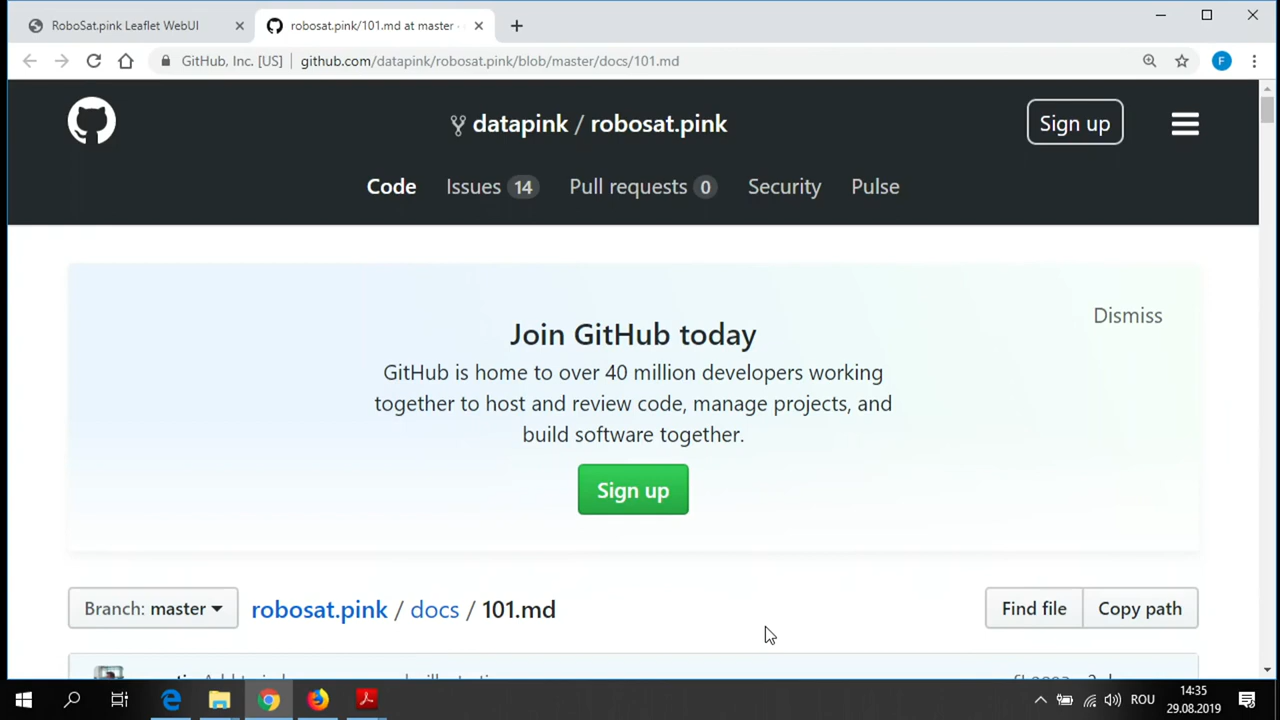 RoboSat.pink Leaflet WebUI
robosat.pink/101.md at master ·
GitHub, Inc. [US] github.com/datapink/robosat.pink/blob/master/docs/101.md
F
datapink / robosat.pink
Sign up
Code Issues 14 Pull requests 0 Security Pulse
Dismiss
Join GitHub today
GitHub is home to over 40 million developers working
together to host and review code, manage projects, and
build software together.
Sign up
Branch: master robosat.pink / docs / 101.md Find file Copy path
ROU
14:35
29.08.2019